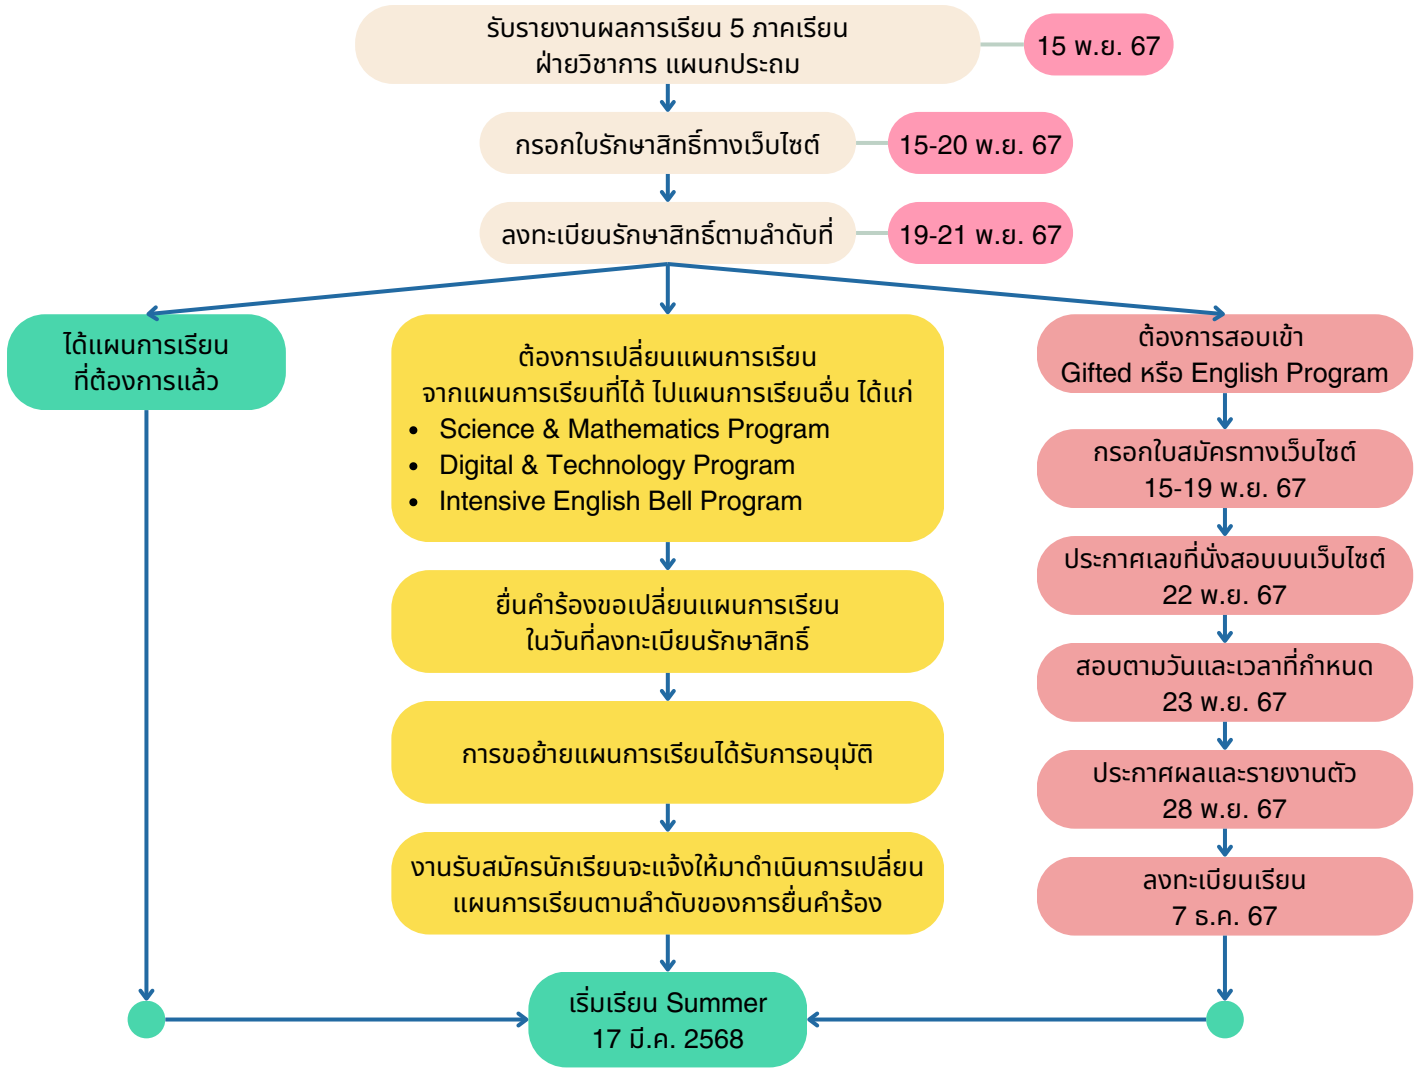 รับรายงานผลการเรียน 5 ภาคเรียน
ฝ่ายวิชาการ แผนกประถม
15 พ.ย. 67
กรอกใบรักษาสิทธิ์ทางเว็บไซต์
15-20 พ.ย. 67
ลงทะเบียนรักษาสิทธิ์ตามลำดับที่
19-21 พ.ย. 67
ได้แผนการเรียน
ที่ต้องการแล้ว
ต้องการเปลี่ยนแผนการเรียน
จากแผนการเรียนที่ได้ ไปแผนการเรียนอื่น ได้แก่
• Science & Mathematics Program
• Digital & Technology Program
• Intensive English Bell Program
ยื่นคำร้องขอเปลี่ยนแผนการเรียน
ในวันที่ลงทะเบียนรักษาสิทธิ์
การขอย้ายแผนการเรียนได้รับการอนุมัติ
งานรับสมัครนักเรียนจะแจ้งให้มาดำเนินการเปลี่ยน
แผนการเรียนตามลำดับของการยื่นคำร้อง
ต้องการสอบเข้า
Gifted หรือ English Program
กรอกใบสมัครทางเว็บไซต์
15-19 พ.ย. 67
ประกาศเลขที่นั่งสอบบนเว็บไซต์
22 พ.ย. 67
สอบตามวันและเวลาที่กำหนด
23 พ.ย. 67
ประกาศผลและรายงานตัว
28 พ.ย. 67
ลงทะเบียนเรียน
7 ธ.ค. 67
เริ่มเรียน Summer
17 มี.ค. 2568